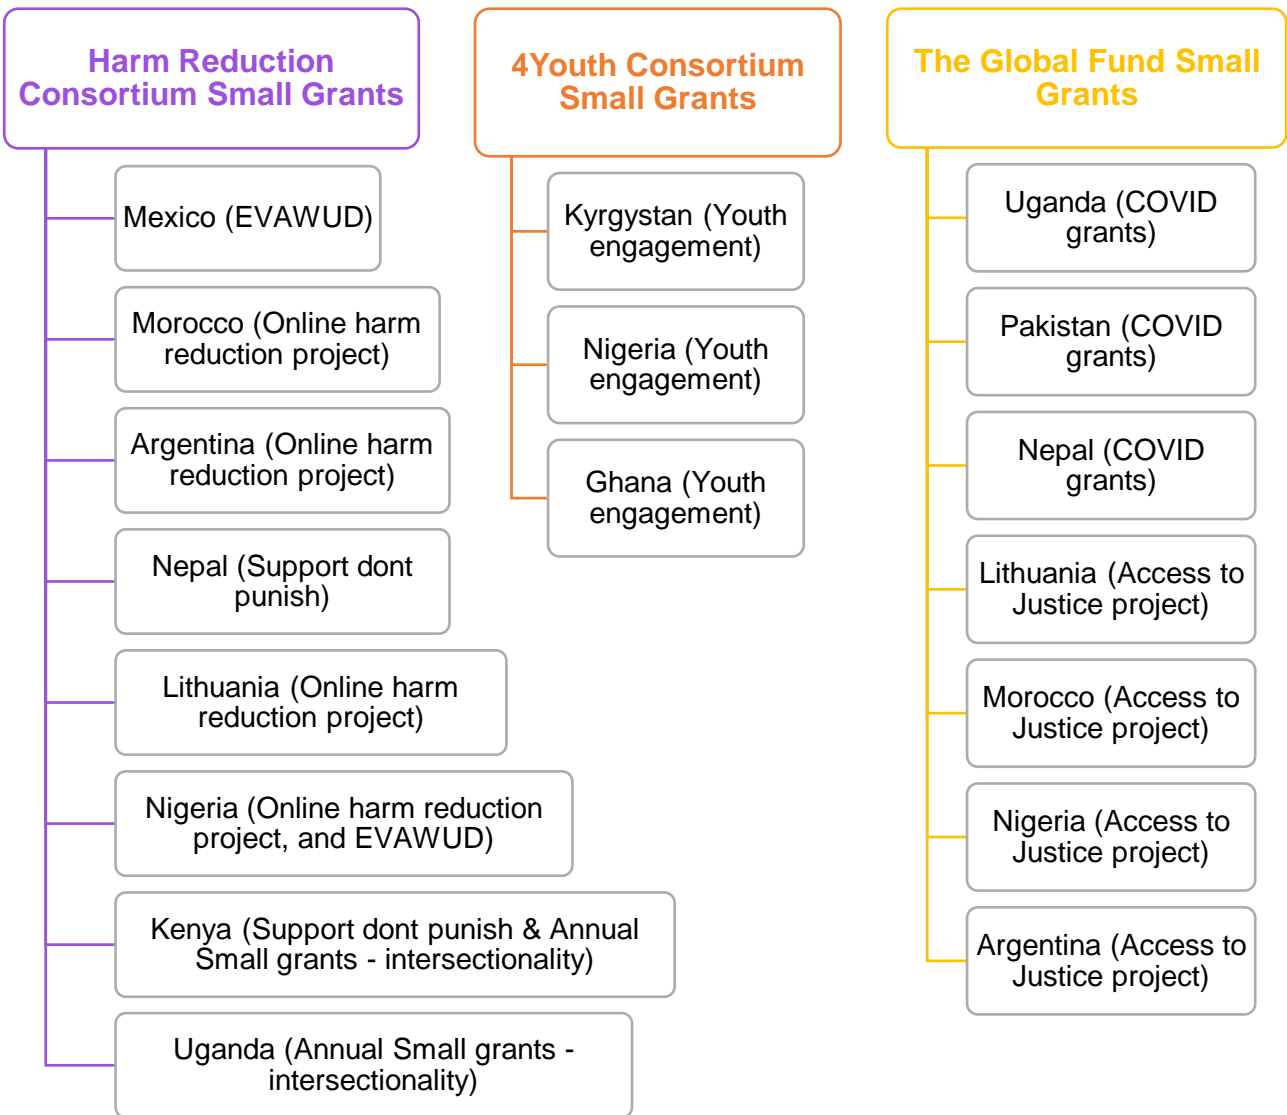 Harm Reduction
Consortium Small Grants
Mexico (EVAWUD)
Morocco (Online harm
reduction project)
Argentina (Online harm
reduction project)
Nepal (Support dont
punish)
Lithuania (Online harm
reduction project)
Nigeria (Online harm reduction
project, and EVAWUD)
Kenya (Support dont punish & Annual
Small grants - intersectionality)
Uganda (Annual Small grants -
intersectionality)
4Youth Consortium
Small Grants
Kyrgystan (Youth
engagement)
Nigeria (Youth
engagement)
Ghana (Youth
engagement)
The Global Fund Small
Grants
Uganda (COVID
grants)
Pakistan (COVID
grants)
Nepal (COVID
grants)
Lithuania (Access to
Justice project)
Morocco (Access to
Justice project)
Nigeria (Access to
Justice project)
Argentina (Access to
Justice project)